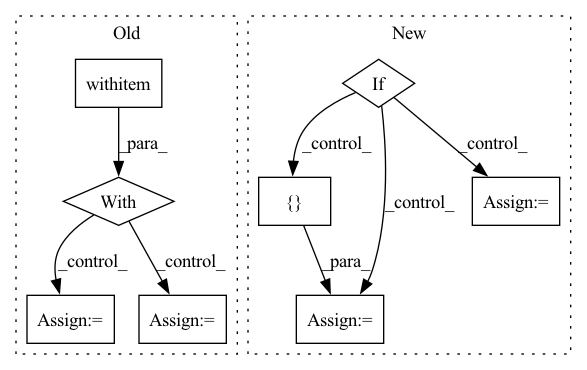 Old
New
withitem
If
_para_
_control_
_control_
With
{}
Assign:=
_control_
_control_
_control_
_para_
Assign:=
Assign:=
Assign:=